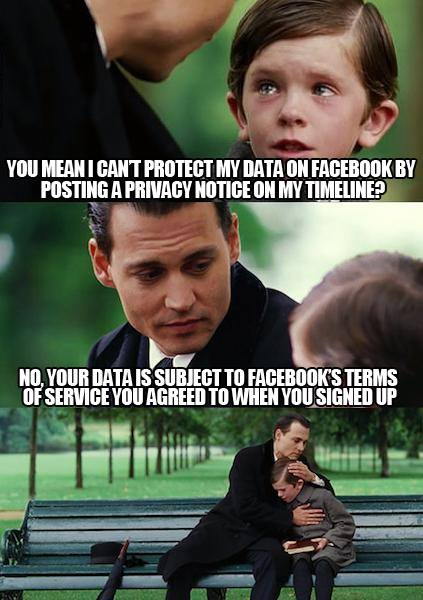 YOU MEAN I CAN'T PROTECT MY DATA ON FACEBOOK BY
POSTING A PRIVACY NOTICE ON MY TIMELINE?
NO, YOUR DATA IS SUBJECT TO FACEBOOK'S TERMS
OF SERVICE YOU AGREED TO WHEN YOU SIGNED UP